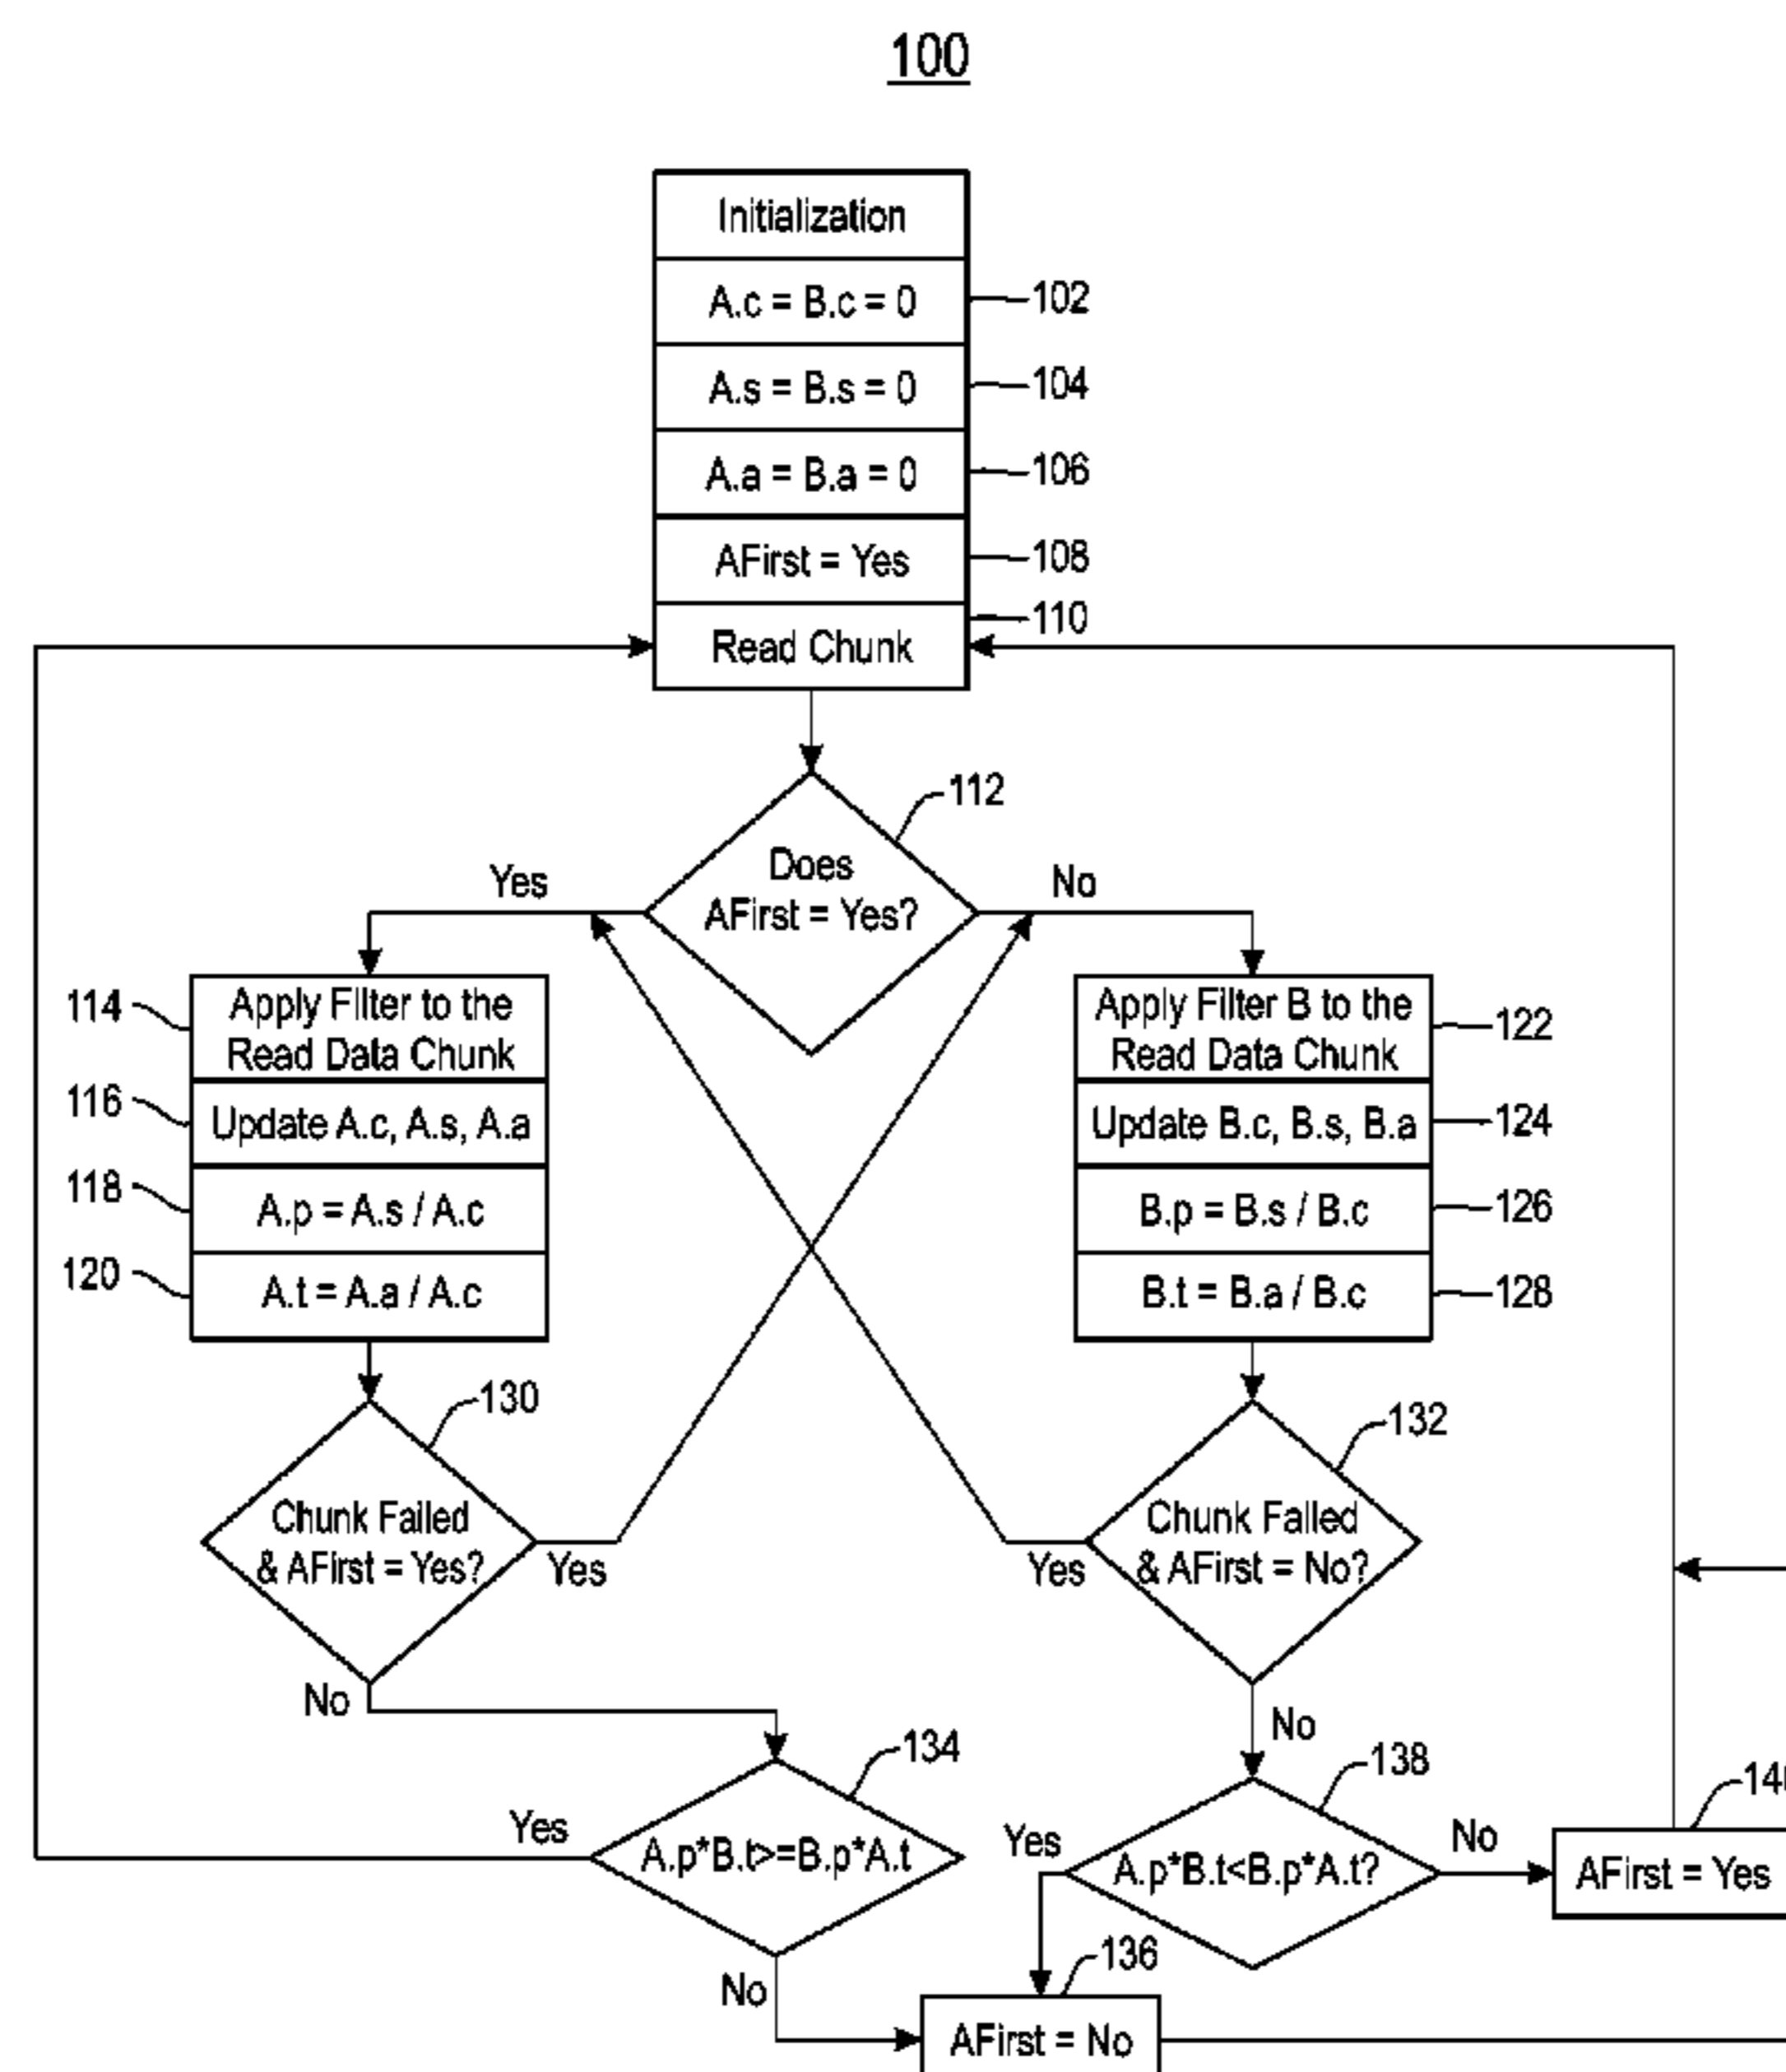 100
Initialization
A.c = B.c = 0
102
A.s = B.s = 0
104
A.a = B.a = 0
106
AFirst = Yes
108
110
Read Chunk
112
Does
AFirst = Yes?
Yes
No
114
Apply Filter to the
Read Data Chunk
116
Update A.c, A.s, A.a
118
A.p = A.s / A.c
120
A.t = A.a / A.c
Apply Filter B to the
Read Data Chunk
122
Update B.c, B.s, B.a
124
B.p = B.s / B.c
126
B.t = B.a / B.c
128
130
Chunk Failed
& AFirst = Yes?
Yes
No
132
Chunk Failed
& AFirst = No?
Yes
No
134
Yes
A.p*B.t>=B.p*A.t
No
138
Yes
A.p*B.t<B.p*A.t?
No
AFirst = Yes
136
AFirst = No